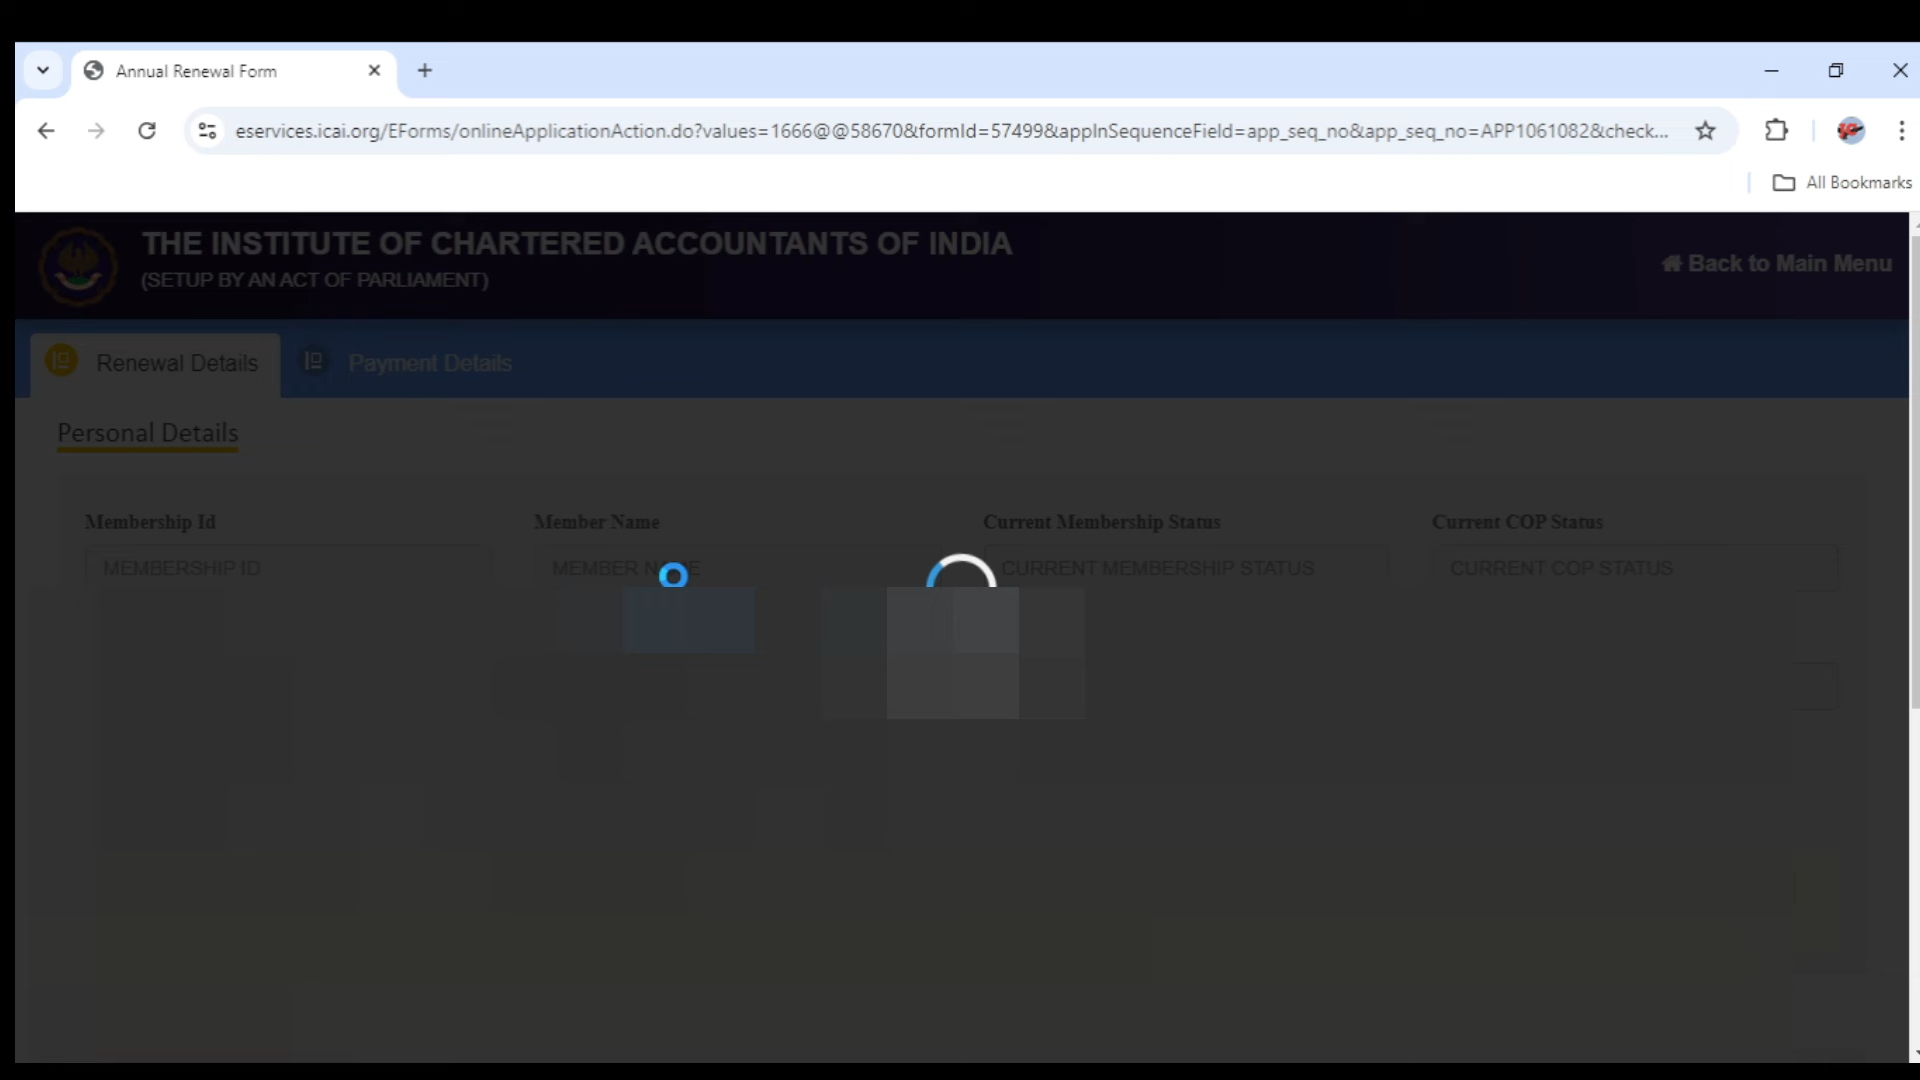 Annual Renewal Form
eservices.icai.org/EForms/onlineApplicationAction.do?values=1666@@58670&formId=57499&appInSequenceField=app_seq_no&app_seq_no=APP1061082&check...
All Bookmarks
THE INSTITUTE OF CHARTERED ACCOUNTANTS OF INDIA
(SETUP BY AN ACT OF PARLIAMENT)
Back to Main Menu
Renewal Details Payment Details
Personal Details
Membership Id Member Name Current Membership Status Current COP Status
MEMBERSHIP ID MEMBER NAME CURRENT MEMBERSHIP STATUS CURRENT COP STATUS